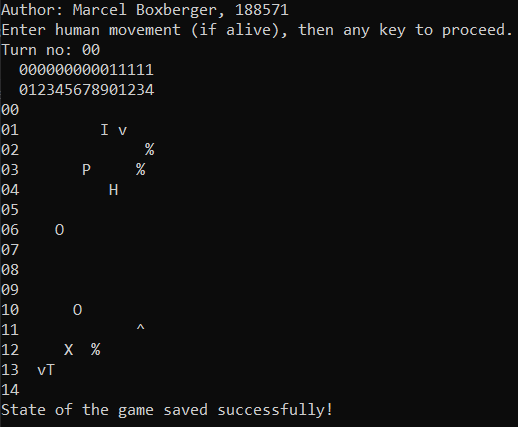 Author: Marcel Boxberger, 188571
Enter human movement (if alive), then any key to proceed.
Turn no: 00
  000000000011111
  012345678901234
00
01         I v
02              %
03       P     %
04          H
05
06    O
07
08
09
10      O
11             ^
12     X  %
13  vT
14
State of the game saved successfully!